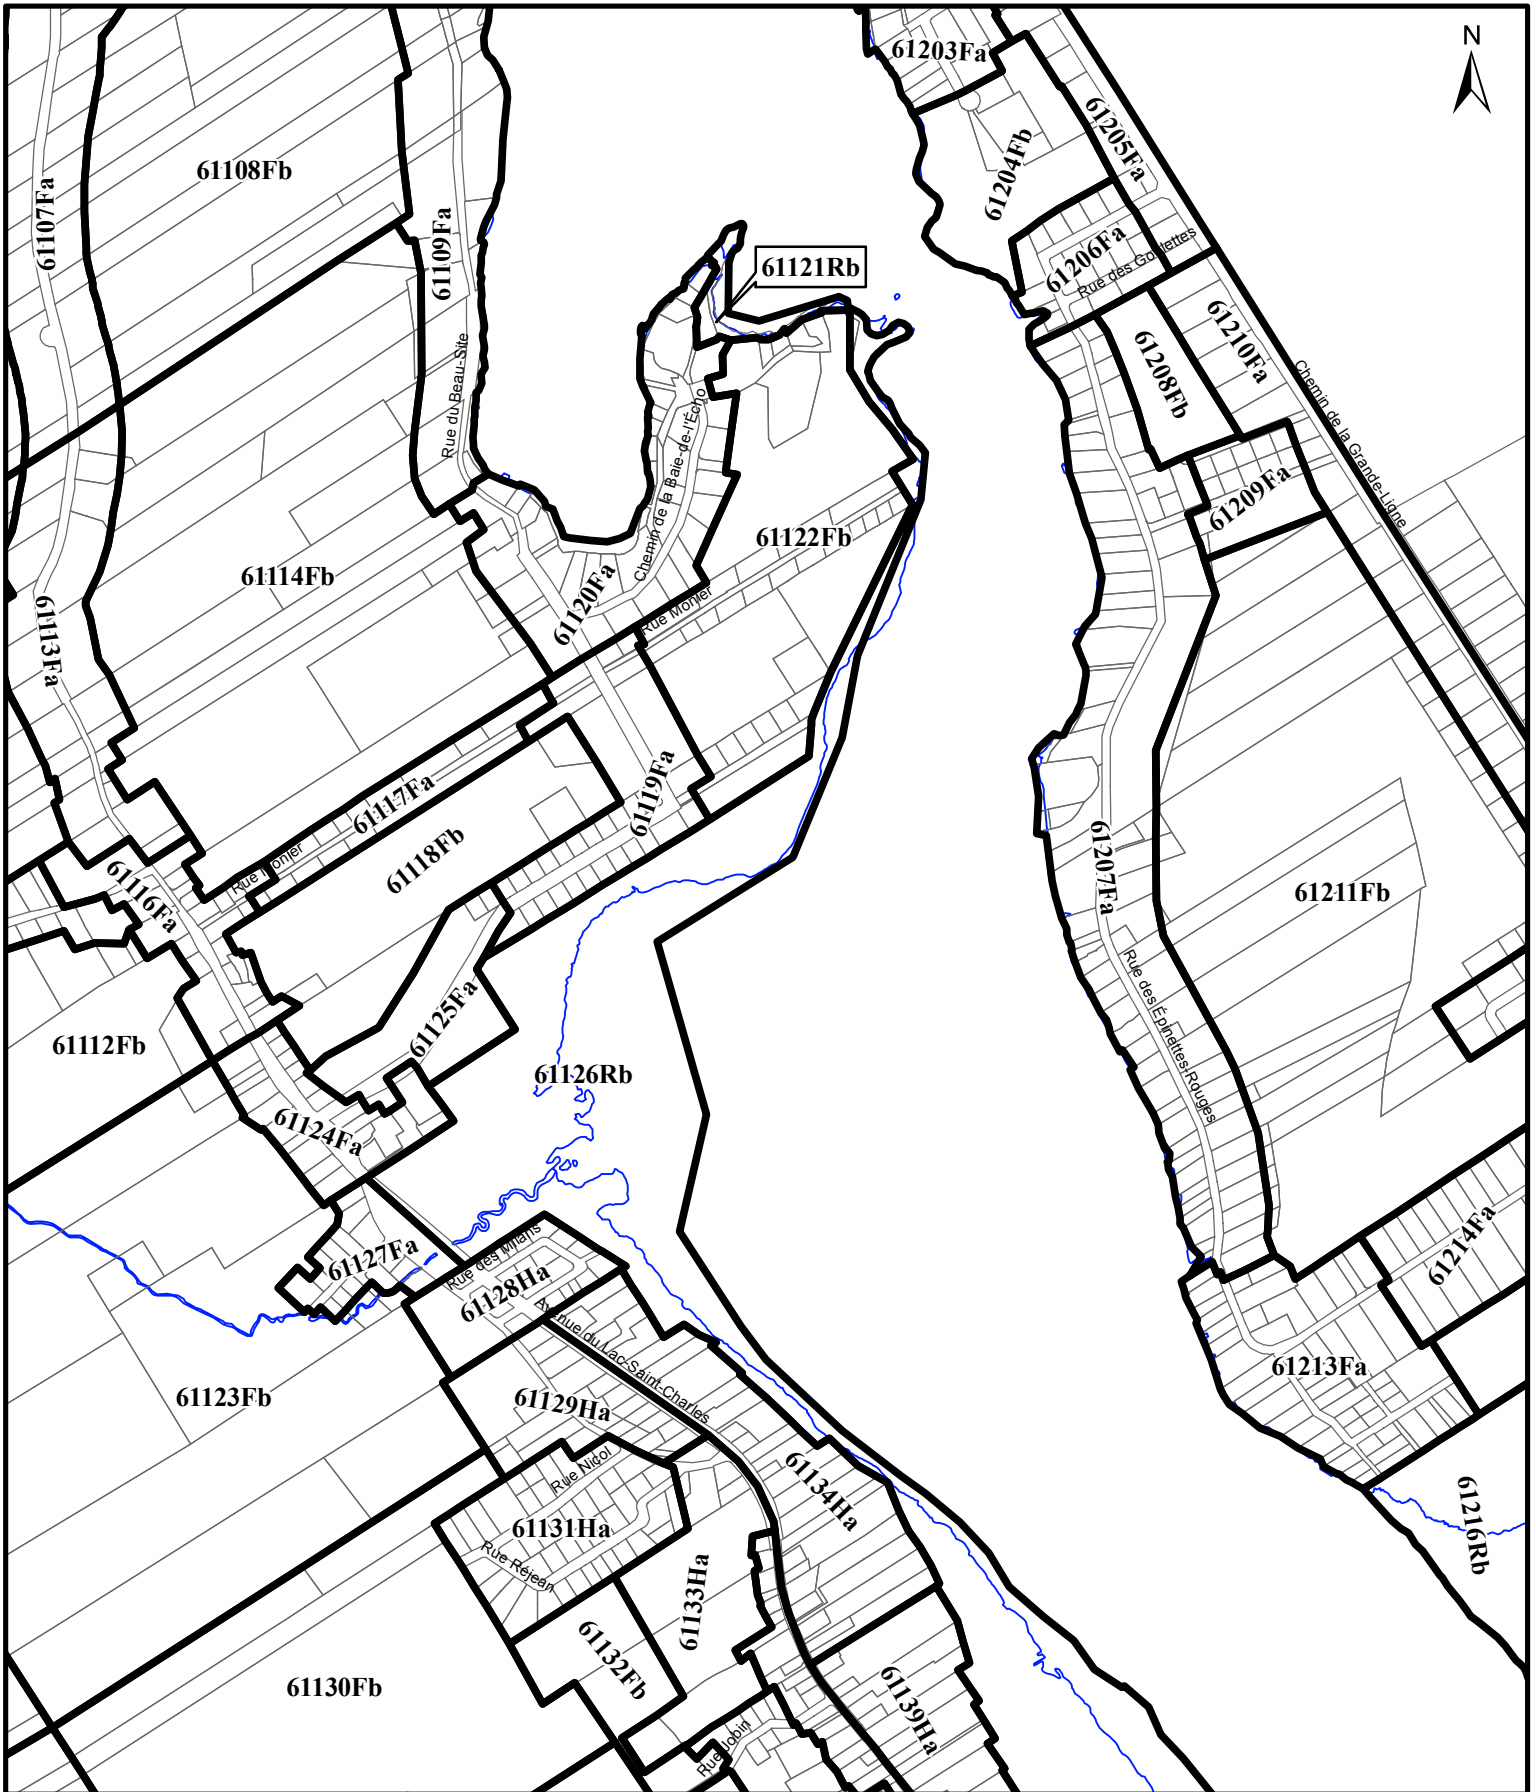 N
61203Fa
61205Fa
61204Fb
61108Fb
61107Fa
61109Fa
61206Fa
Rue des Goélettes
61121Rb
61210Fa
61208Fb
Chemin de la Grande-Ligne
Rue du Beau-Site
Chemin de la Baie-de-l'Écho
61209Fa
61122Fb
61114Fb
61120Fa
Rue Monier
61113Fa
61119Fa
61117Fa
61118Fb
Rue Monier
61116Fa
61207Fa
61211Fb
61125Fa
Rue des Épinettes-Rouges
61112Fb
61126Rb
61124Fa
61214Fa
61127Fa
Rue des Milans
61128Ha
Avenue du Lac-Saint-Charles
61213Fa
61123Fb
61129Ha
Rue Nicol
61134Ha
61131Ha
61216Rb
Rue Réjean
61133Ha
61132Fb
61130Fb
61139Ha
Rue Jobin